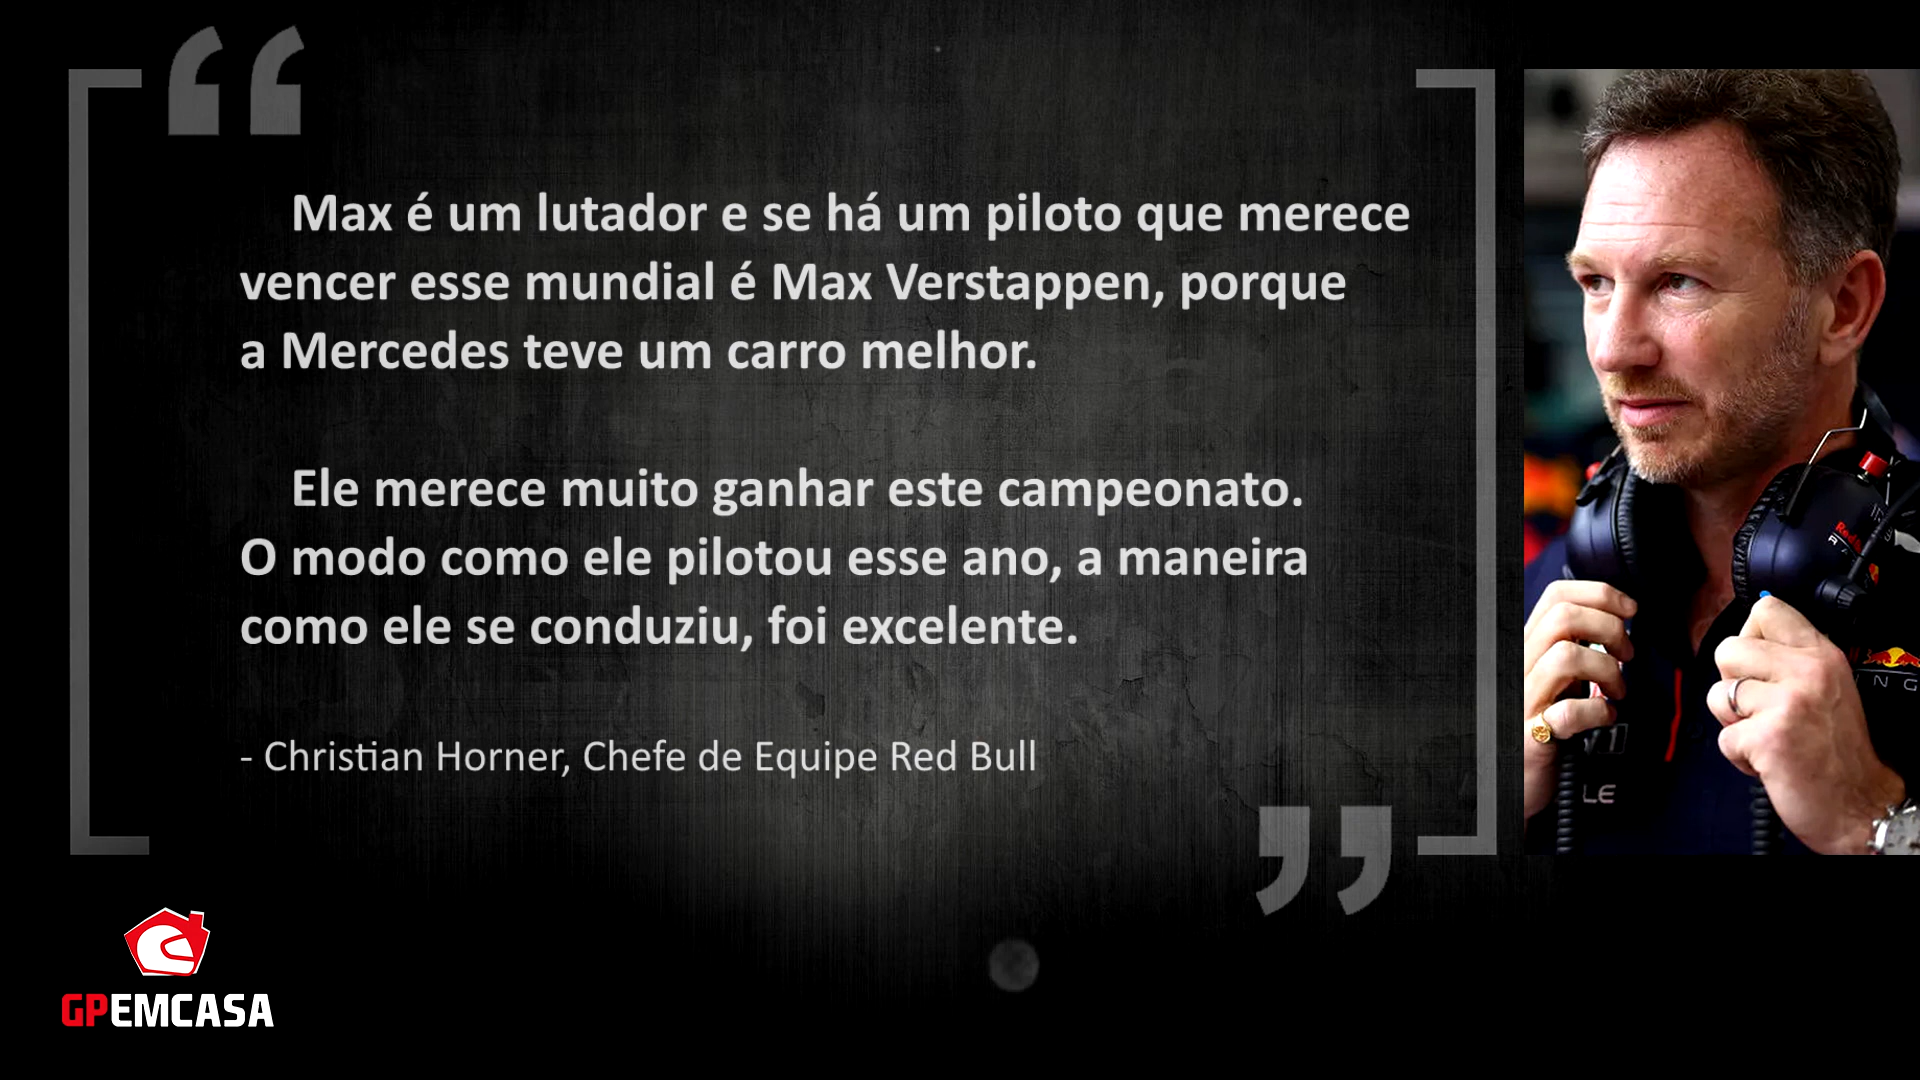 “
Max é um lutador e se há um piloto que merece
vencer esse mundial é Max Verstappen, porque
a Mercedes teve um carro melhor.
Ele merece muito ganhar este campeonato.
O modo como ele pilotou esse ano, a maneira
como ele se conduziu, foi excelente.
- Christian Horner, Chefe de Equipe Red Bull
”
GPEMCASA
LE